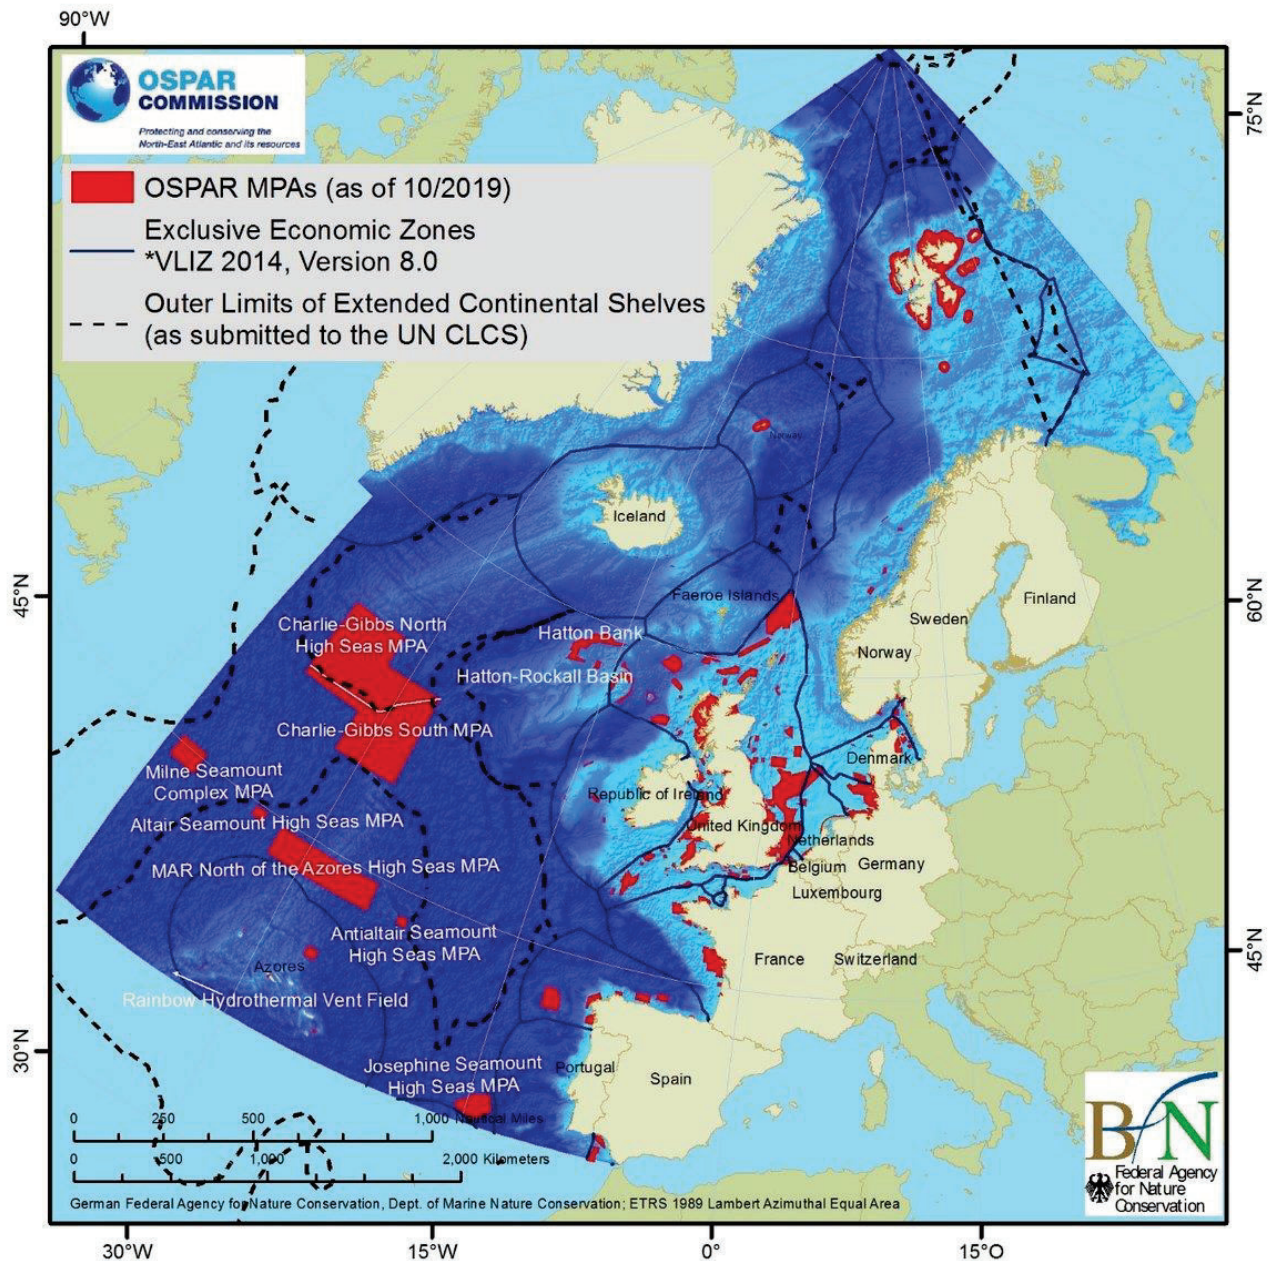 90°W
OSPAR
COMMISSION
Protecting and conserving the
North-East Atlantic and its resources
75°N
OSPAR MPAs (as of 10/2019)
Exclusive Economic Zones
*VLIZ 2014, Version 8.0
Outer Limits of Extended Continental Shelves
(as submitted to the UN CLCS)
Norway
Iceland
45°N
60°N
Faeroe Islands
Finland
Sweden
Norway
Charlie-Gibbs North
High Seas MPA
Hatton Bank
Hatton-Rockall Basin
Charlie-Gibbs South MPA
Denmark
Milne Seamount
Complex MPA
Republic of Ireland
Altair Seamount High Seas MPA
United Kingdom
Netherlands
MAR North of the Azores High Seas MPA
Belgium
Germany
Luxembourg
Antialtair Seamount
High Seas MPA
France
Switzerland
45°N
Azores
Rainbow Hydrothermal Vent Field
30°N
Josephine Seamount
High Seas MPA
Portugal
Spain
0 250 500 1,000 Nautical Miles
0 500 1,000 2,000 Kilometers
German Federal Agency for Nature Conservation, Dept. of Marine Nature Conservation; ETRS 1989 Lambert Azimuthal Equal Area
BfN
Federal Agency
for Nature
Conservation
30°W
15°W
0°
15°O